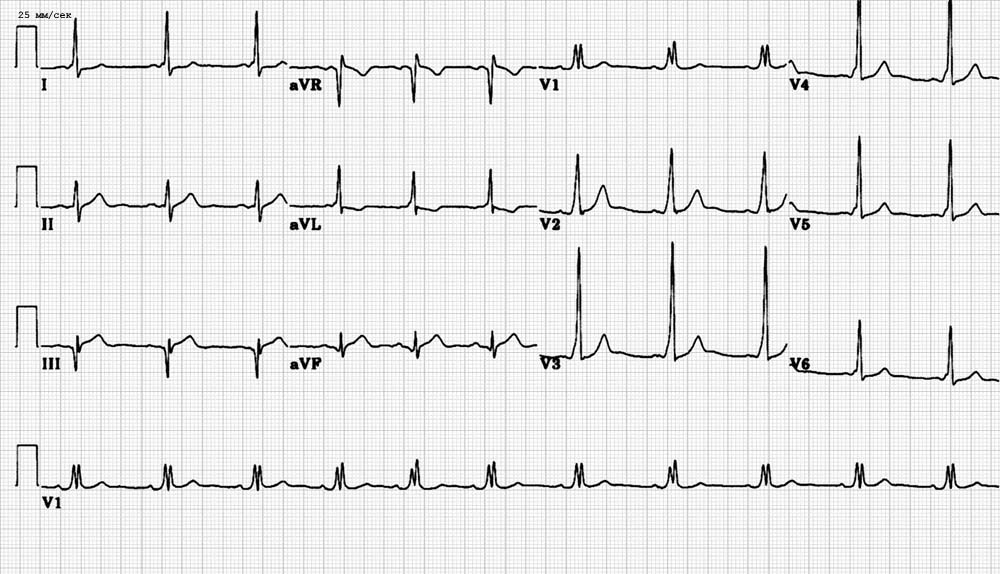 25 мм/сек
I aVR V1 V4
II aVL V2 V5
III aVF V3 V6
V1